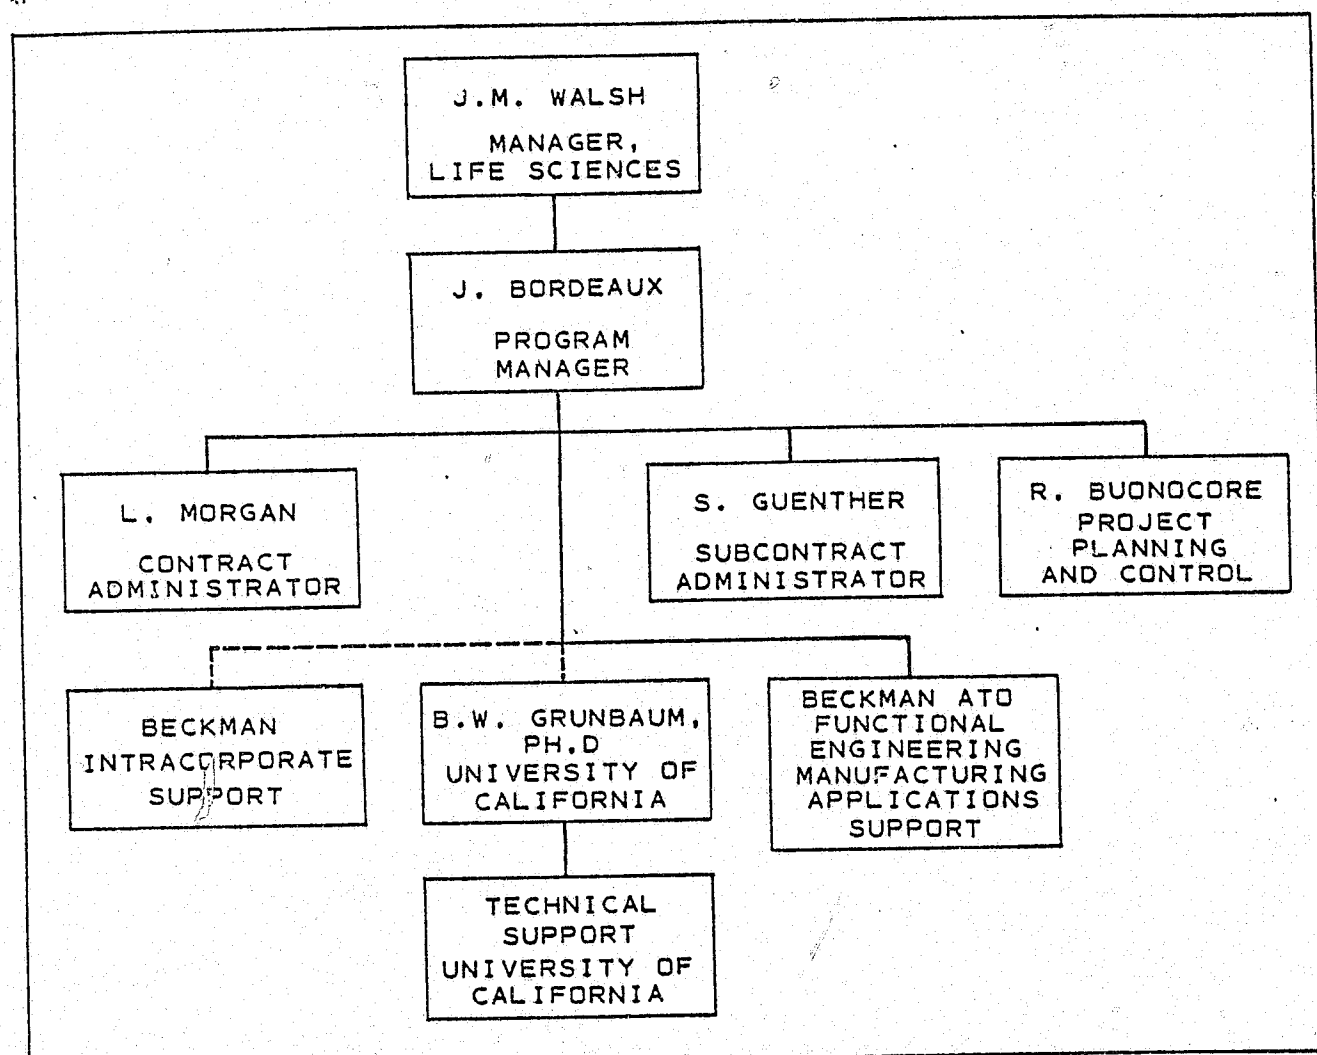 J.M. WALSH
MANAGER,
LIFE SCIENCES
J. BORDEAUX
PROGRAM
MANAGER
L. MORGAN
CONTRACT
ADMINISTRATOR
S. GUENTHER
SUBCONTRACT
ADMINISTRATOR
R. BUONOCORE
PROJECT
PLANNING
AND CONTROL
BECKMAN
INTRACORPORATE
SUPPORT
B.W. GRUNBAUM,
PH.D
UNIVERSITY OF
CALIFORNIA
BECKMAN ATO
FUNCTIONAL
ENGINEERING
MANUFACTURING
APPLICATIONS
SUPPORT
TECHNICAL
SUPPORT
UNIVERSITY OF
CALIFORNIA